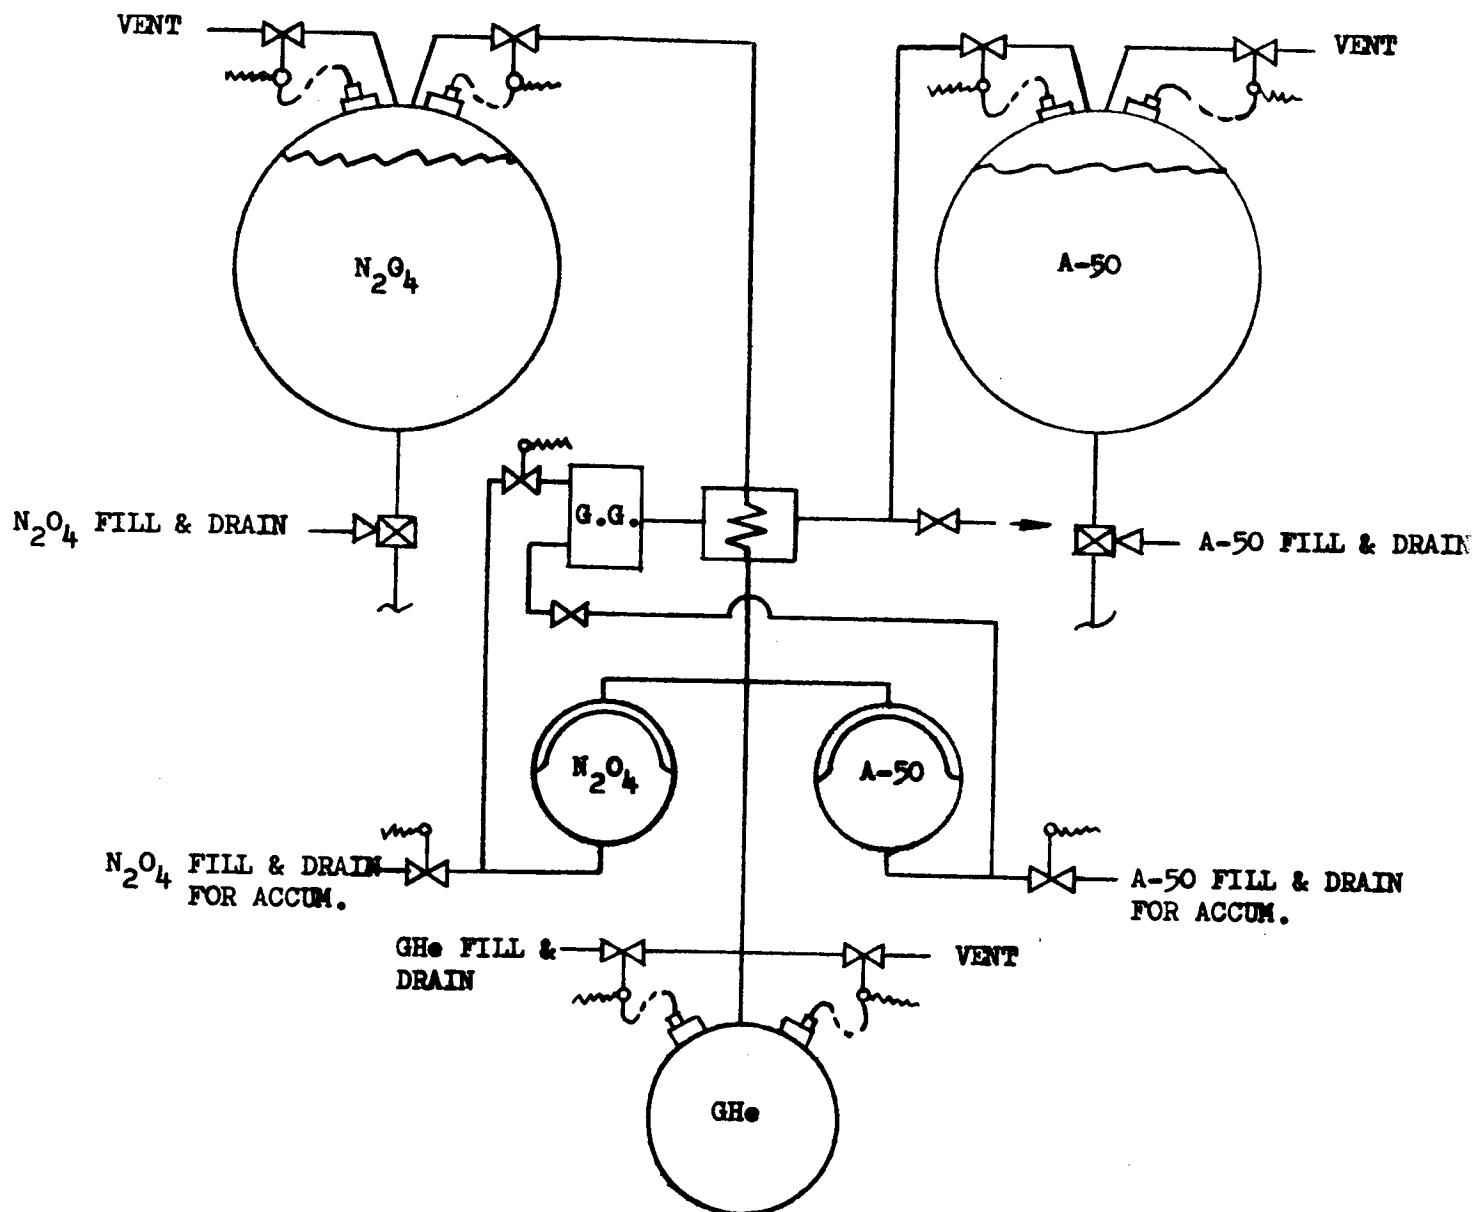 VENT
VENT
N₂O₄
A-50
G.G.
N₂O₄ FILL & DRAIN
A-50 FILL & DRAIN
N₂O₄
A-50
N₂O₄ FILL & DRAIN
FOR ACCUM.
A-50 FILL & DRAIN
FOR ACCUM.
GHe FILL &
DRAIN
VENT
GHe